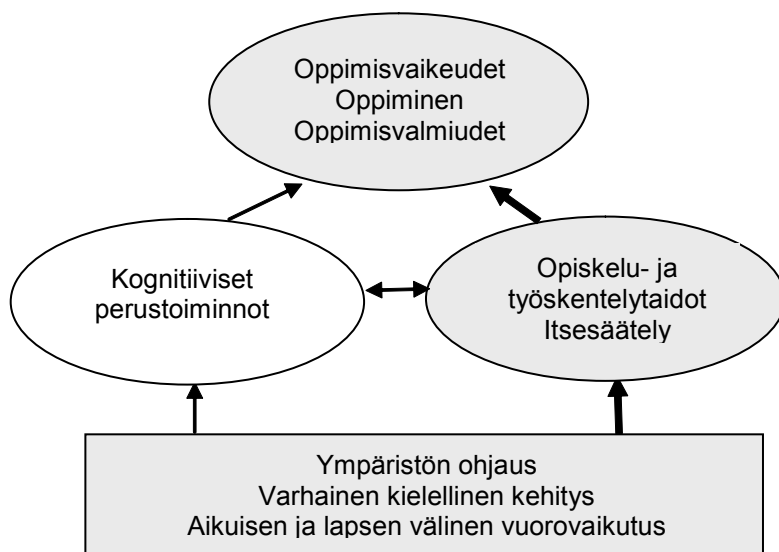 Oppimisvaikeudet
Oppiminen
Oppimisvalmiudet
Kognitiiviset
perustoiminnot
Opiskelu- ja
työskentelytaidot
Itsesäätely
Ympäristön ohjaus
Varhainen kielellinen kehitys
Aikuisen ja lapsen välinen vuorovaikutus